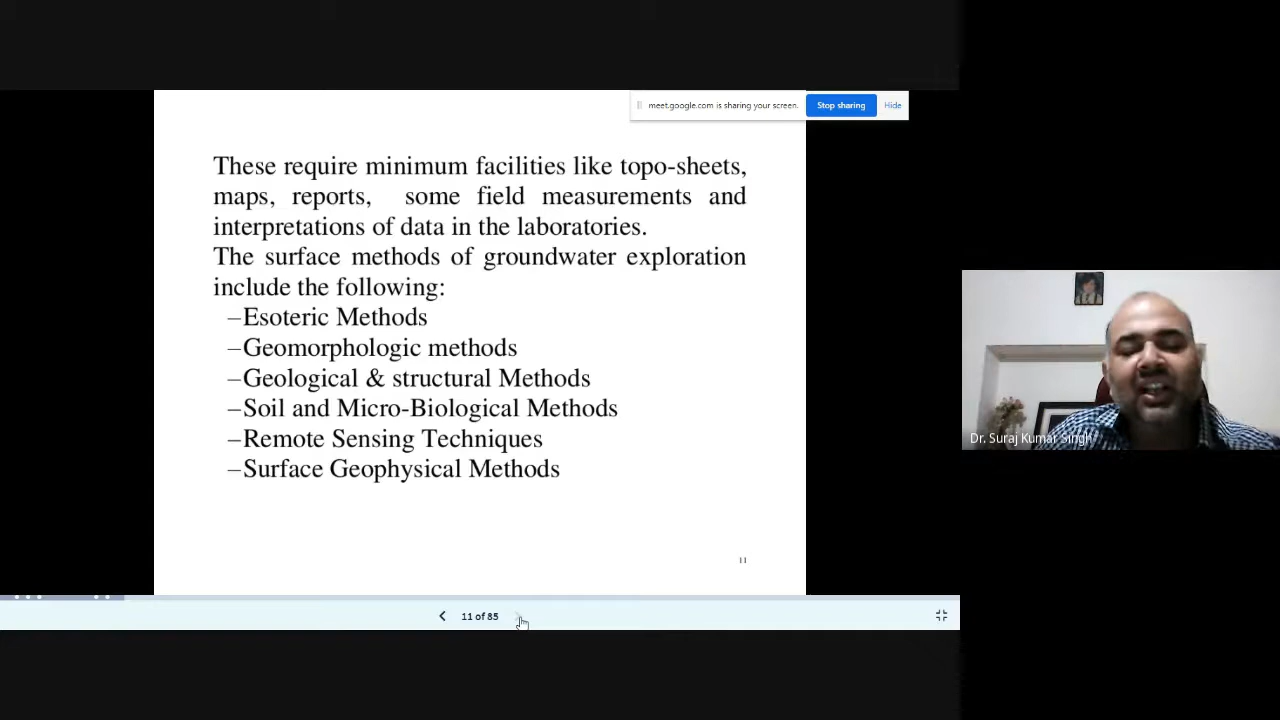 meet.google.com is sharing your screen.
Stop sharing
Hide
These require minimum facilities like topo-sheets,
maps, reports, some field measurements and
interpretations of data in the laboratories.
The surface methods of groundwater exploration
include the following:
–Esoteric Methods
–Geomorphologic methods
–Geological & structural Methods
–Soil and Micro-Biological Methods
–Remote Sensing Techniques
–Surface Geophysical Methods
11
11 of 85
Dr. Suraj Kumar Singh